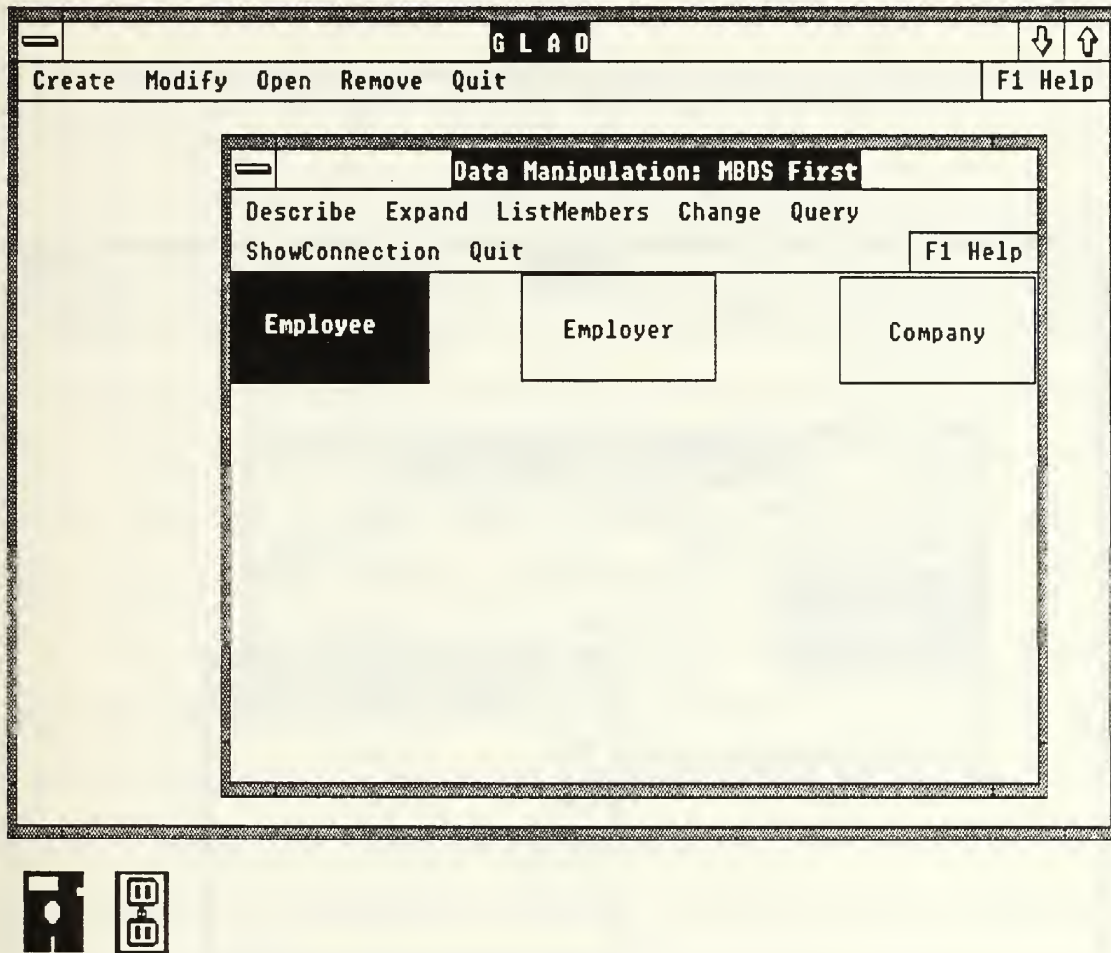 G L A D
Create Modify Open Remove Quit F1 Help
Data Manipulation: MBDS First
Describe Expand ListMembers Change Query
ShowConnection Quit F1 Help
Employee Employer Company